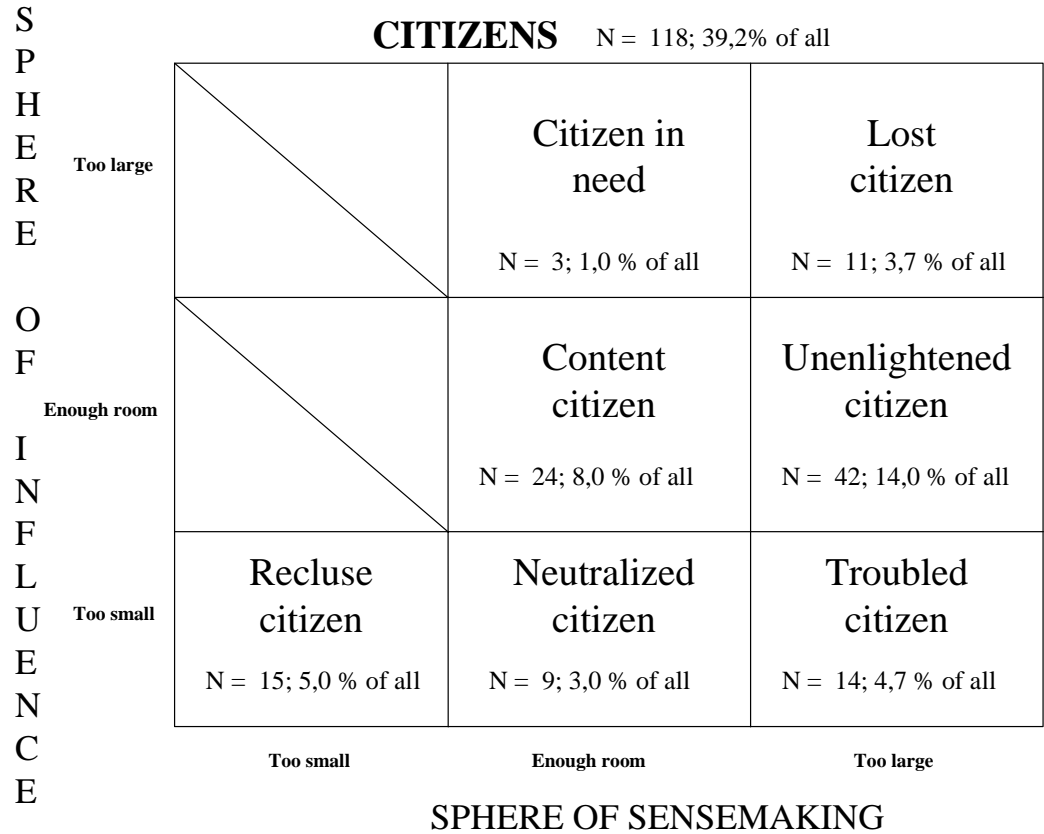 SPHERE OF INFLUENCE
CITIZENS N = 118; 39,2% of all
Too large
Citizen in
need
N = 3; 1,0 % of all
Lost
citizen
N = 11; 3,7 % of all
Enough room
Content
citizen
N = 24; 8,0 % of all
Unenlightened
citizen
N = 42; 14,0 % of all
Too small
Recluse
citizen
N = 15; 5,0 % of all
Neutralized
citizen
N = 9; 3,0 % of all
Troubled
citizen
N = 14; 4,7 % of all
Too small
Enough room
Too large
SPHERE OF SENSEMAKING